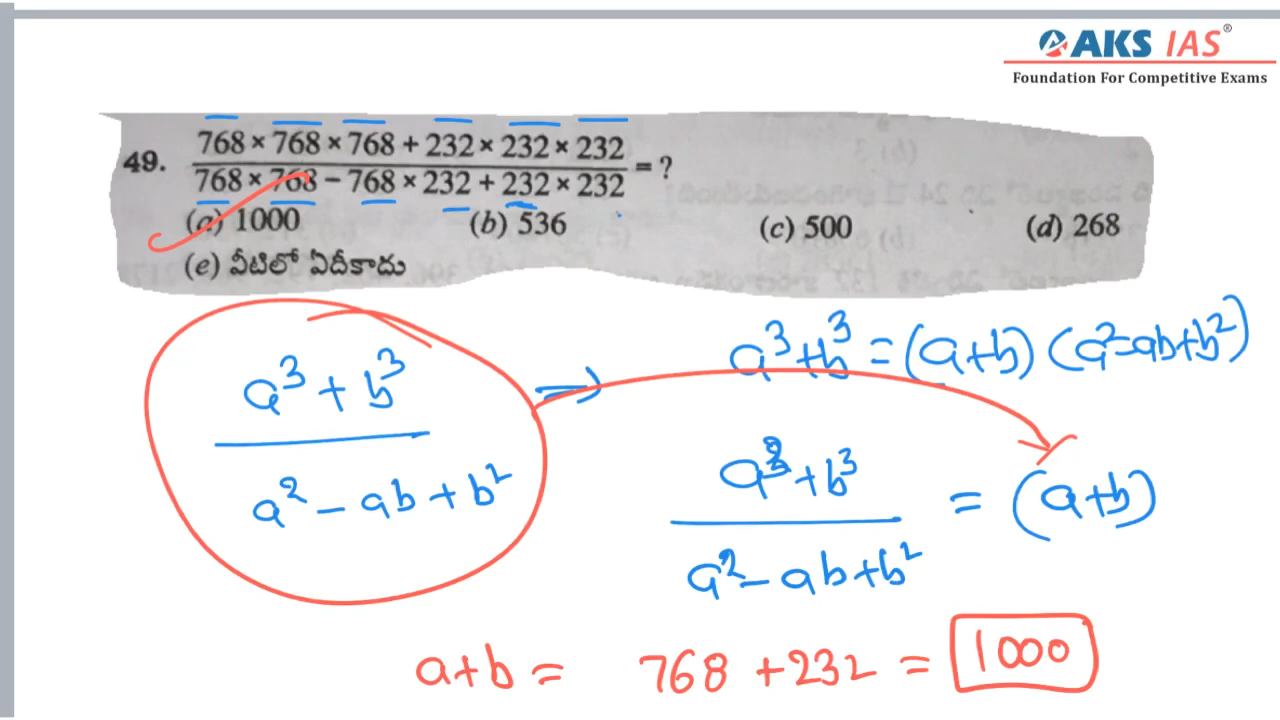 AKS IAS®
Foundation For Competitive Exams
49. 768 × 768 × 768 + 232 × 232 × 232
768 × 768 − 768 × 232 + 232 × 232 = ?
(a) 1000 (b) 536 (c) 500 (d) 268
(e) వీటిలో ఏదీకాదు
a³ + b³ = (a+b) (a² − ab + b²)
a³ + b³ ⇒
a² − ab + b²
a³ + b³ = (a+b)
a² − ab + b²
a+b = 768 + 232 = 1000